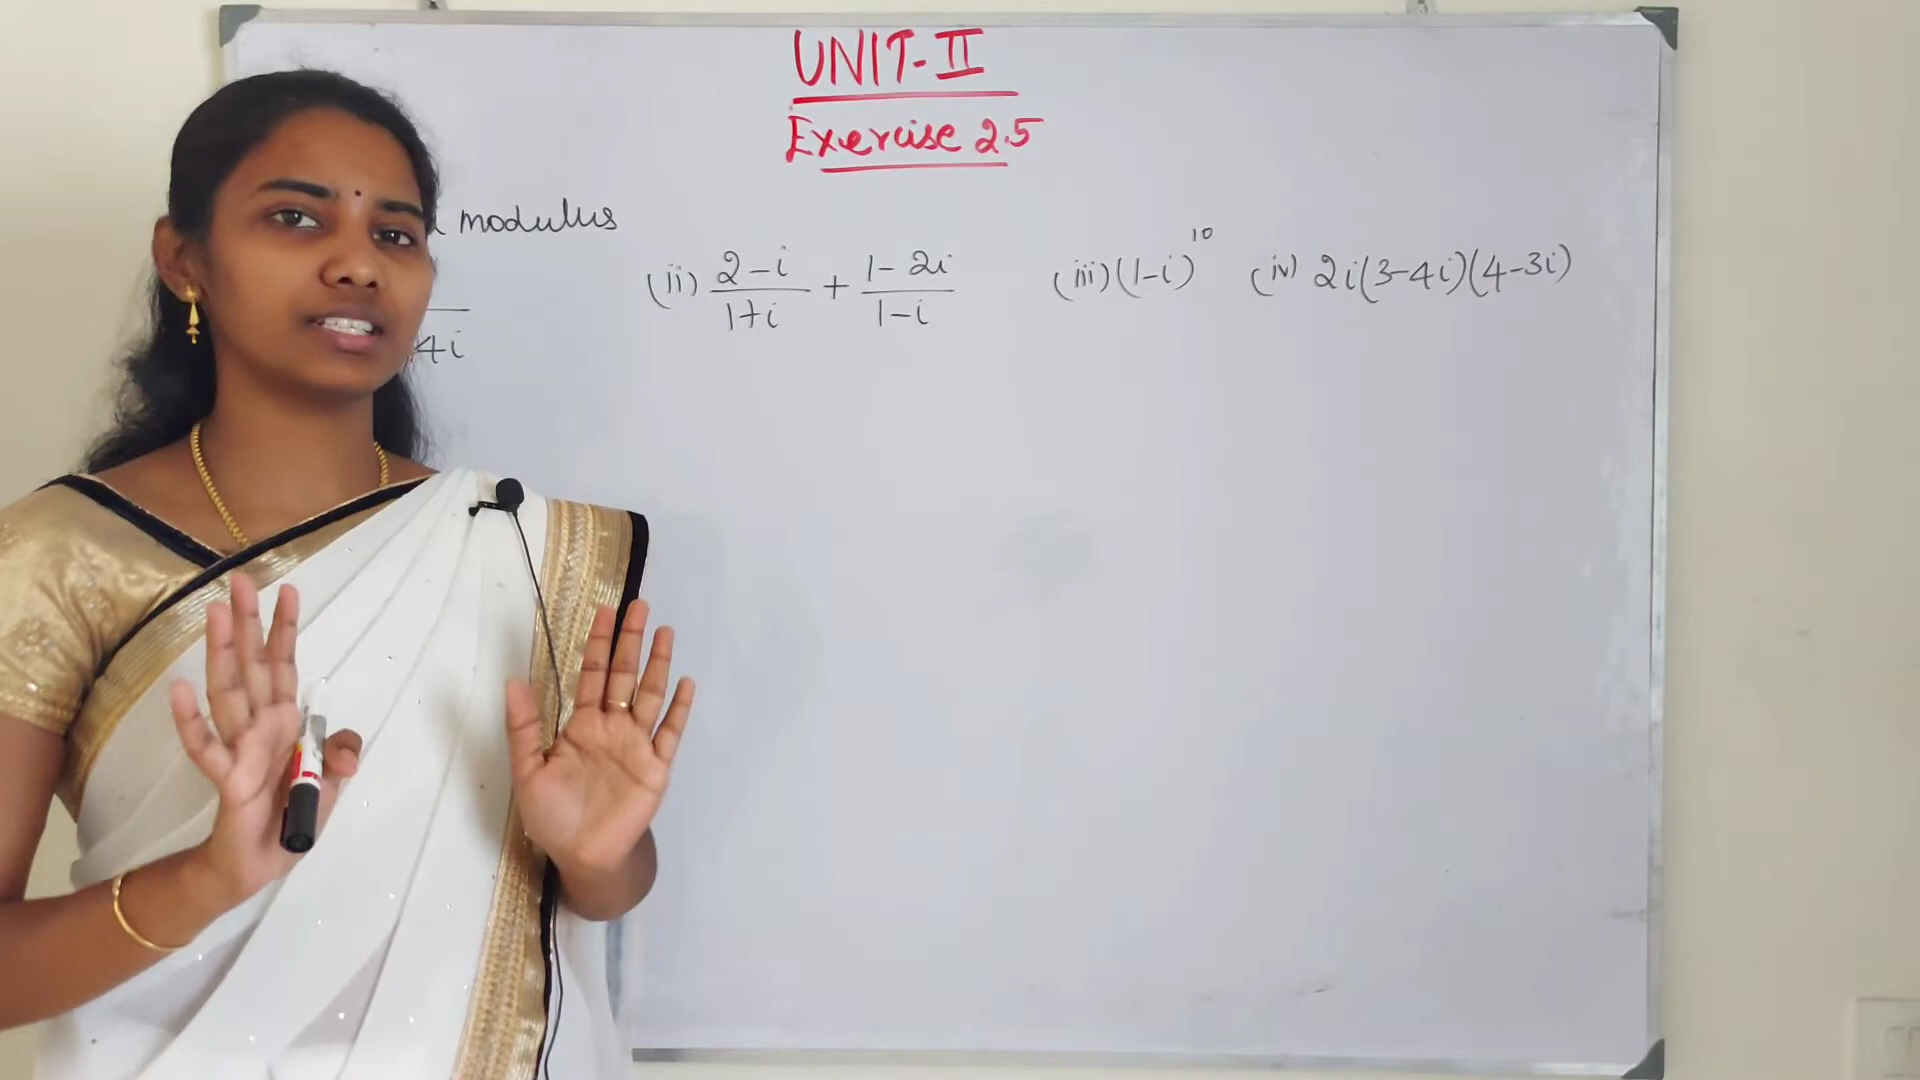 UNIT-II
Exercise 2.5
modulus
(ii) (2-i)/(1+i) + (1-2i)/(1-i) (iii) (1-i)^10 (iv) 2i(3-4i)(4-3i)
4i